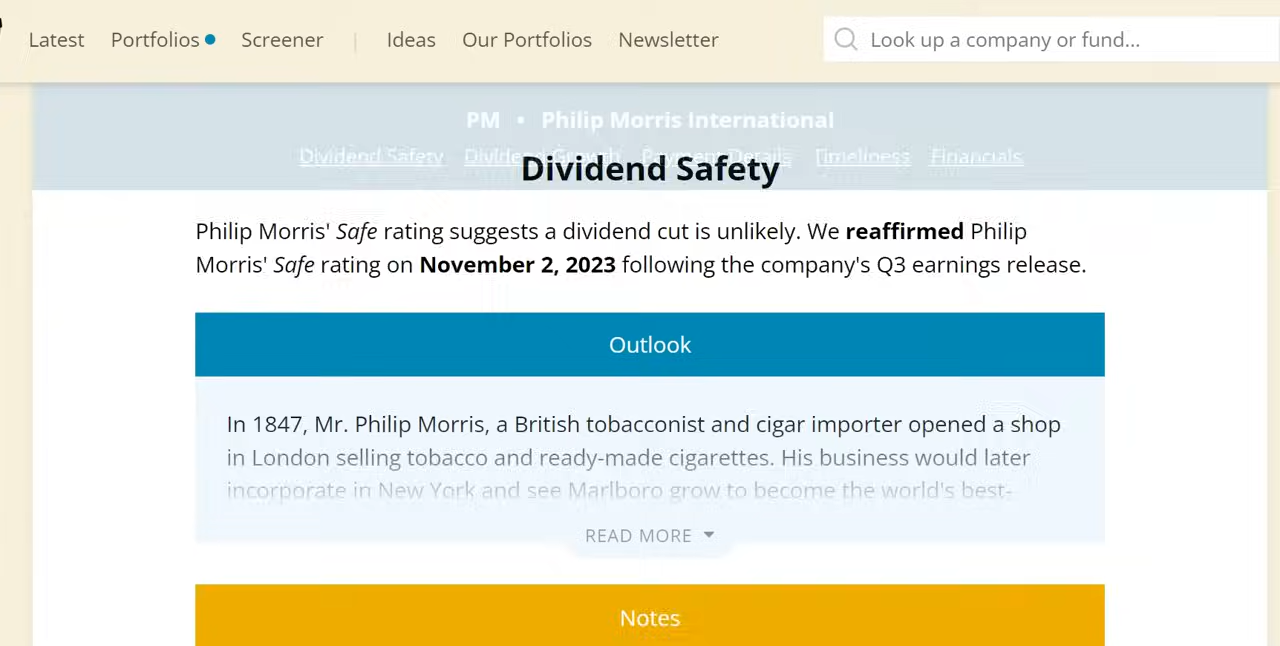 Latest Portfolios Screener | Ideas Our Portfolios Newsletter Look up a company or fund...
PM • Philip Morris International
Dividend Safety Dividend Growth Payment Details Timeliness Financials
Dividend Safety
Philip Morris' Safe rating suggests a dividend cut is unlikely. We reaffirmed Philip
Morris' Safe rating on November 2, 2023 following the company's Q3 earnings release.
Outlook
In 1847, Mr. Philip Morris, a British tobacconist and cigar importer opened a shop
in London selling tobacco and ready-made cigarettes. His business would later
incorporate in New York and see Marlboro grow to become the world's best-
READ MORE
Notes